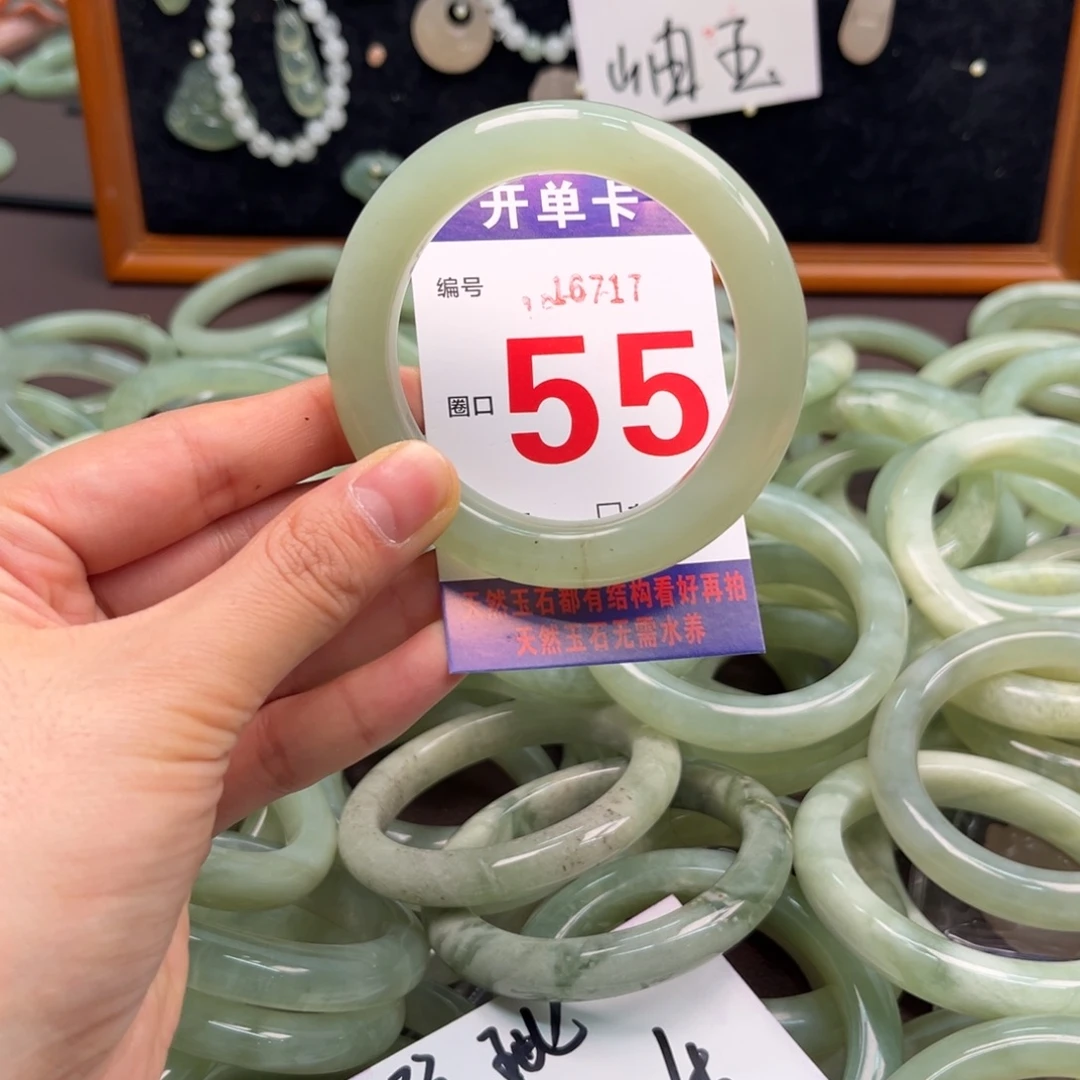 岫玉
开单卡
编号 16717
圈口 55
天然玉石都有结构看好再拍
天然玉石无需水养